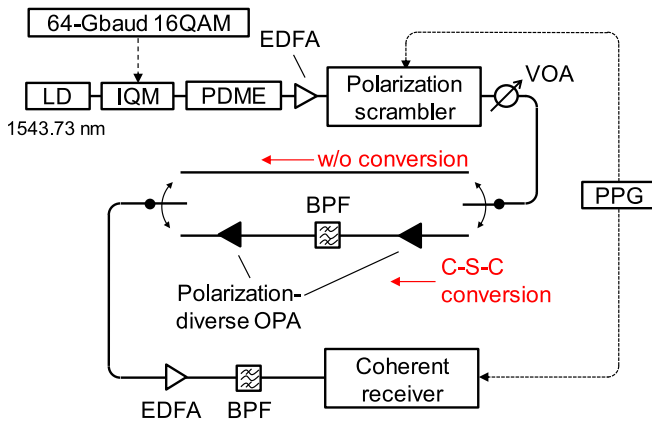 64-Gbaud 16QAM
EDFA
LD
IQM
PDME
Polarization
scrambler
VOA
1543.73 nm
w/o conversion
BPF
PPG
Polarization-
diverse OPA
C-S-C
conversion
Coherent
receiver
EDFA
BPF